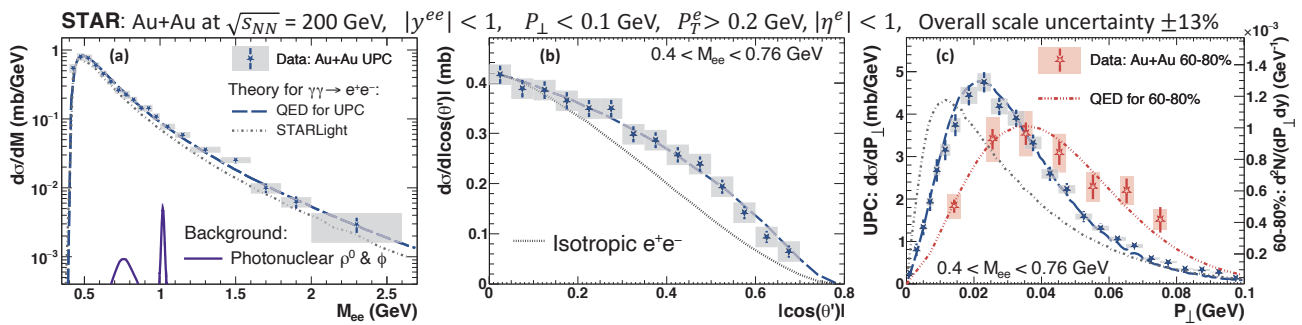 STAR: Au+Au at √s_NN = 200 GeV, |y^ee| < 1, P_⊥ < 0.1 GeV, P_T^e > 0.2 GeV, |η^e| < 1, Overall scale uncertainty ±13%
(a)
Data: Au+Au UPC
Theory for γγ→ e⁺e⁻:
QED for UPC
STARLight
Background:
Photonuclear ρ⁰ & ϕ
dσ/dM (mb/GeV)
1
10⁻¹
10⁻²
10⁻³
0.5 1 1.5 2 2.5
M_ee (GeV)
(b)
0.4 < M_ee < 0.76 GeV
Isotropic e⁺e⁻
dσ/d|cos(θ')| (mb)
0.4
0.3
0.2
0.1
0
0 0.2 0.4 0.6 0.8
|cos(θ')|
(c)
Data: Au+Au 60-80%
QED for 60-80%
0.4 < M_ee < 0.76 GeV
UPC: dσ/dP_⊥ (mb/GeV)
5
4
3
2
1
0
0 0.02 0.04 0.06 0.08 0.1
P_⊥ (GeV)
×10⁻³
1.4
1.2
1
0.8
0.6
0.4
0.2
0
60-80%: d²N/(dP_⊥dy) (GeV⁻¹)